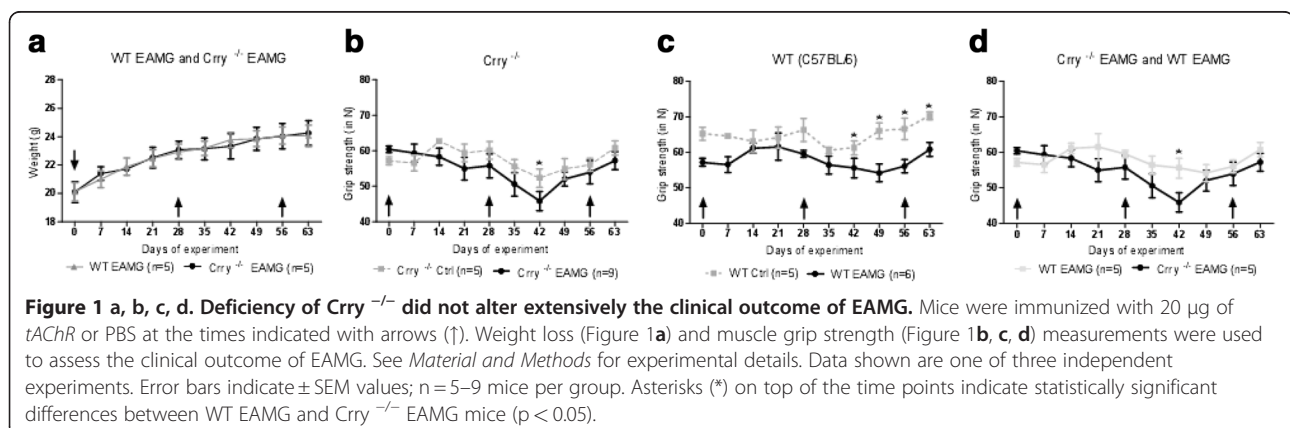 a b c d
WT EAMG and Crry -/- EAMG
Crry -/-
WT (C57BL/6)
Crry -/- EAMG and WT EAMG
Weight (g)
28
26
24
22
20
18
0 7 14 21 28 35 42 49 56 63
Days of experiment
WT EAMG (n=5) Crry -/- EAMG (n=5)
Grip strength (in N)
70
60
50
40
*
0 7 14 21 28 35 42 49 56 63
Days of experiment
Crry -/- Ctrl (n=5) Crry -/- EAMG (n=9)
Grip strength (in N)
80
70
60
50
40
* * * *
0 7 14 21 28 35 42 49 56 63
Days of experiment
WT Ctrl (n=5) WT EAMG (n=6)
Grip strength (in N)
80
70
60
50
40
*
0 7 14 21 28 35 42 49 56 63
Days of experiment
WT EAMG (n=5) Crry -/- EAMG (n=5)
Figure 1 a, b, c, d. Deficiency of Crry −/− did not alter extensively the clinical outcome of EAMG. Mice were immunized with 20 μg of
tAChR or PBS at the times indicated with arrows (↑). Weight loss (Figure 1a) and muscle grip strength (Figure 1b, c, d) measurements were used
to assess the clinical outcome of EAMG. See Material and Methods for experimental details. Data shown are one of three independent
experiments. Error bars indicate ± SEM values; n = 5–9 mice per group. Asterisks (*) on top of the time points indicate statistically significant
differences between WT EAMG and Crry −/− EAMG mice (p < 0.05).